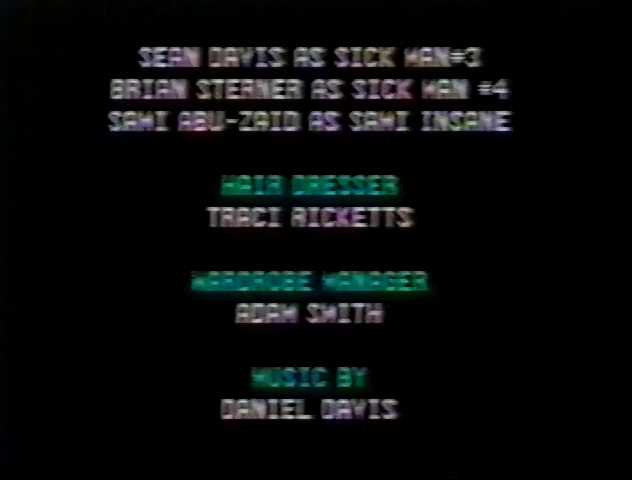 SEAN DAVIS AS SICK MAN#3
BRIAN STERNER AS SICK MAN #4
SAMI ABU-ZAID AS SAMI INSANE
HAIR DRESSER
TRACI RICKETTS
WARDROBE MANAGER
ADAM SMITH
MUSIC BY
DANIEL DAVIS